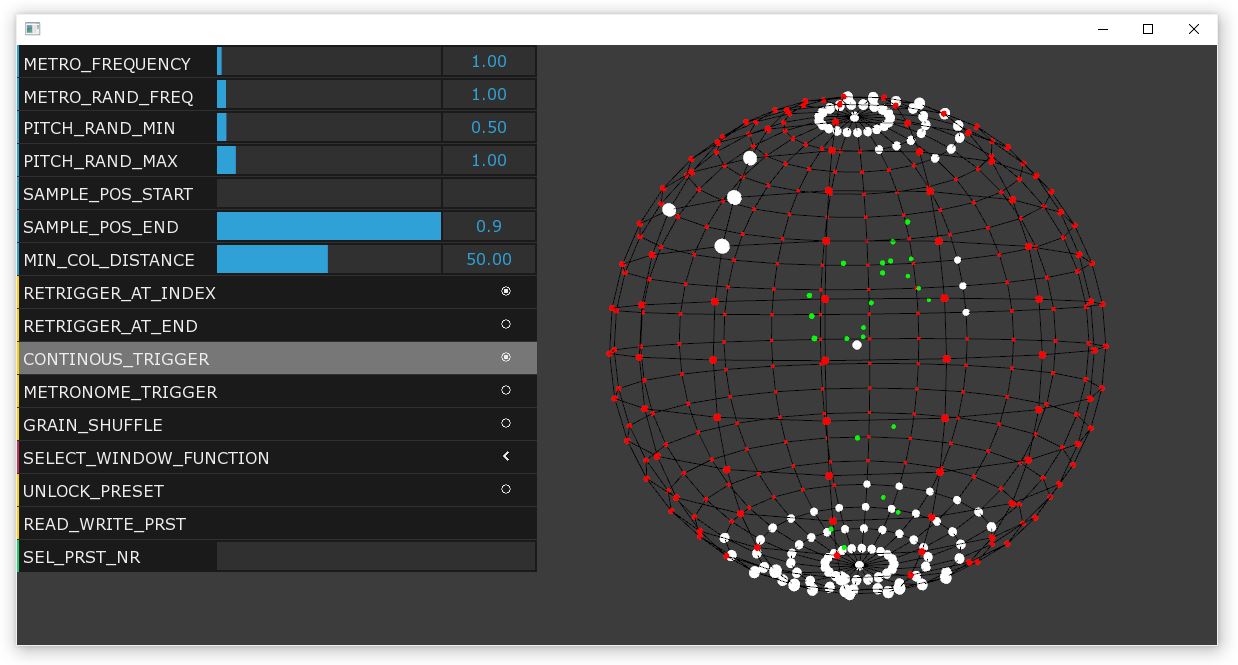 METRO_FREQUENCY 1.00
METRO_RAND_FREQ 1.00
PITCH_RAND_MIN 0.50
PITCH_RAND_MAX 1.00
SAMPLE_POS_START
SAMPLE_POS_END 0.9
MIN_COL_DISTANCE 50.00
RETRIGGER_AT_INDEX
RETRIGGER_AT_END
CONTINOUS_TRIGGER
METRONOME_TRIGGER
GRAIN_SHUFFLE
SELECT_WINDOW_FUNCTION
UNLOCK_PRESET
READ_WRITE_PRST
SEL_PRST_NR